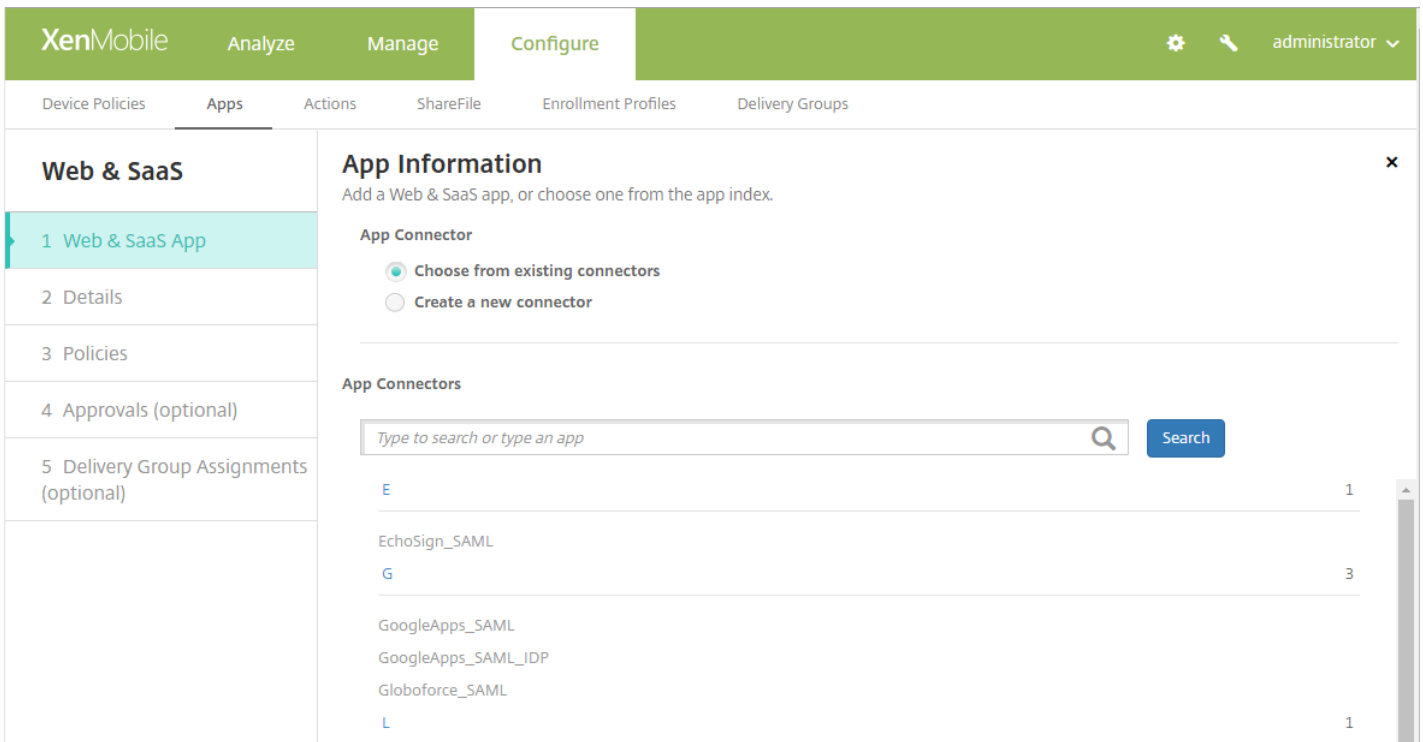 XenMobile Analyze Manage Configure administrator
Device Policies Apps Actions ShareFile Enrollment Profiles Delivery Groups
Web & SaaS
1 Web & SaaS App
2 Details
3 Policies
4 Approvals (optional)
5 Delivery Group Assignments
(optional)
App Information
Add a Web & SaaS app, or choose one from the app index.
App Connector
Choose from existing connectors
Create a new connector
App Connectors
Type to search or type an app Search
E 1
EchoSign_SAML
G 3
GoogleApps_SAML
GoogleApps_SAML_IDP
Globoforce_SAML
L 1